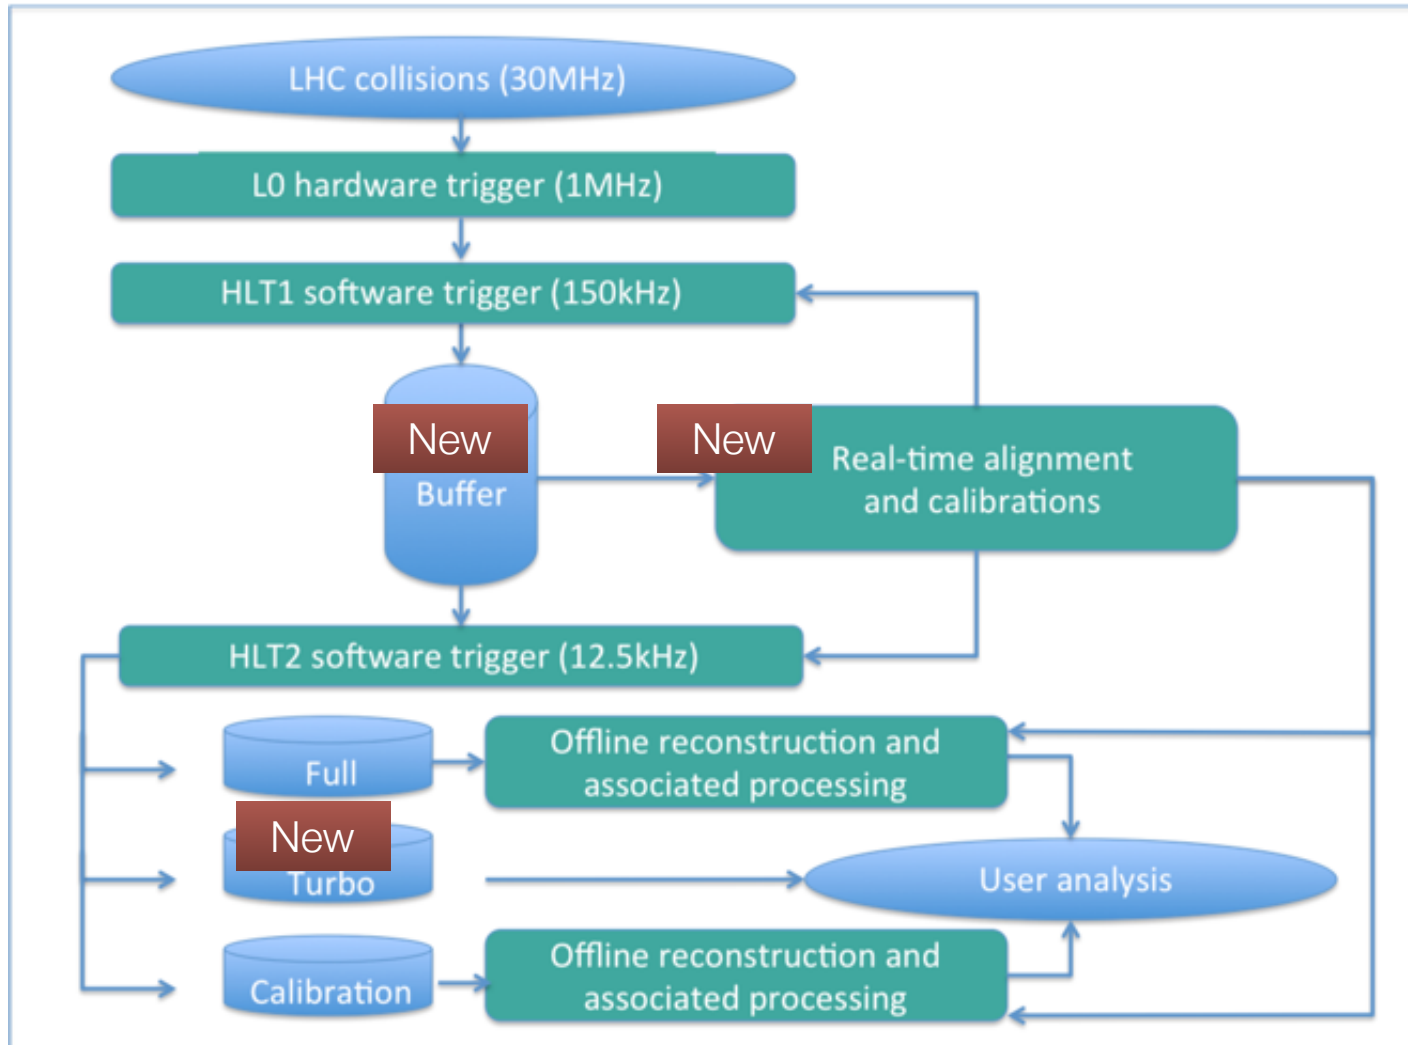 LHC collisions (30MHz)
L0 hardware trigger (1MHz)
HLT1 software trigger (150kHz)
New
Buffer
New
Real-time alignment
and calibrations
HLT2 software trigger (12.5kHz)
Full
Offline reconstruction and
associated processing
New
Turbo
User analysis
Calibration
Offline reconstruction and
associated processing